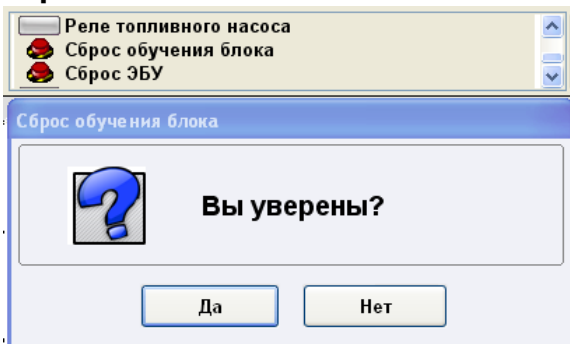 Реле топливного насоса
Сброс обучения блока
Сброс ЭБУ
Сброс обучения блока
Вы уверены?
Да
Нет